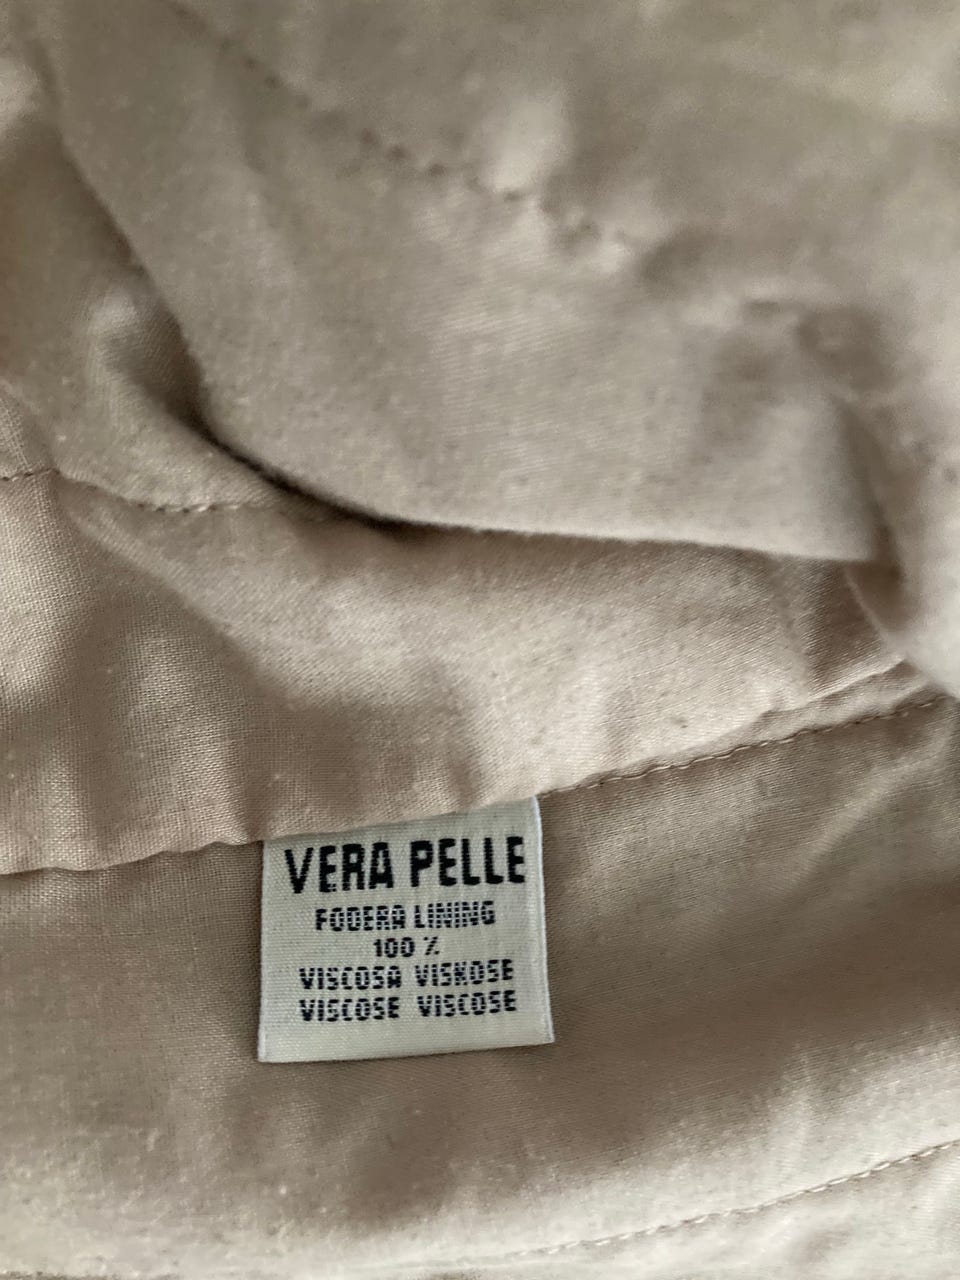 VERA PELLE
FODERA LINING
100 %
VISCOSA VISKOSE
VISCOSE VISCOSE